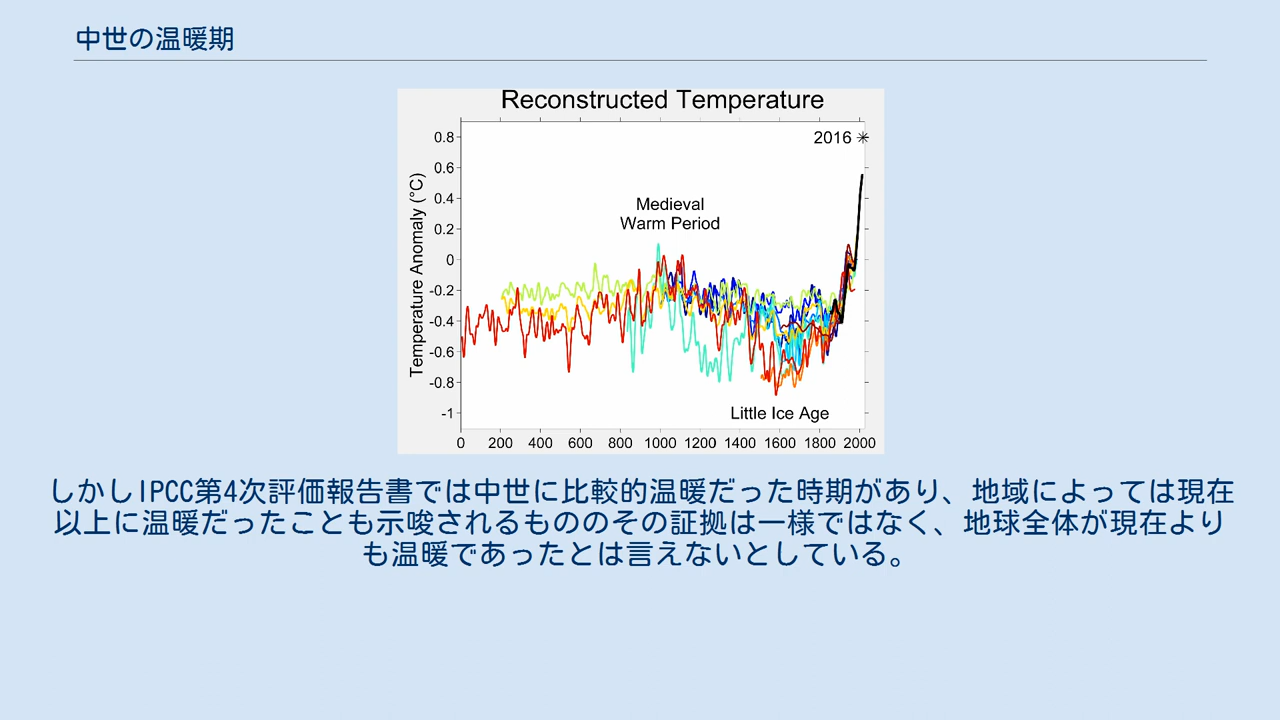 中世の温暖期
Reconstructed Temperature
2016
0.8
0.6
0.4
0.2
0
-0.2
-0.4
-0.6
-0.8
-1
Temperature Anomaly (°C)
Medieval
Warm Period
Little Ice Age
0 200 400 600 800 1000 1200 1400 1600 1800 2000
しかしIPCC第4次評価報告書では中世に比較的温暖だった時期があり、地域によっては現在
以上に温暖だったことも示唆されるもののその証拠は一様ではなく、地球全体が現在より
も温暖であったとは言えないとしている。